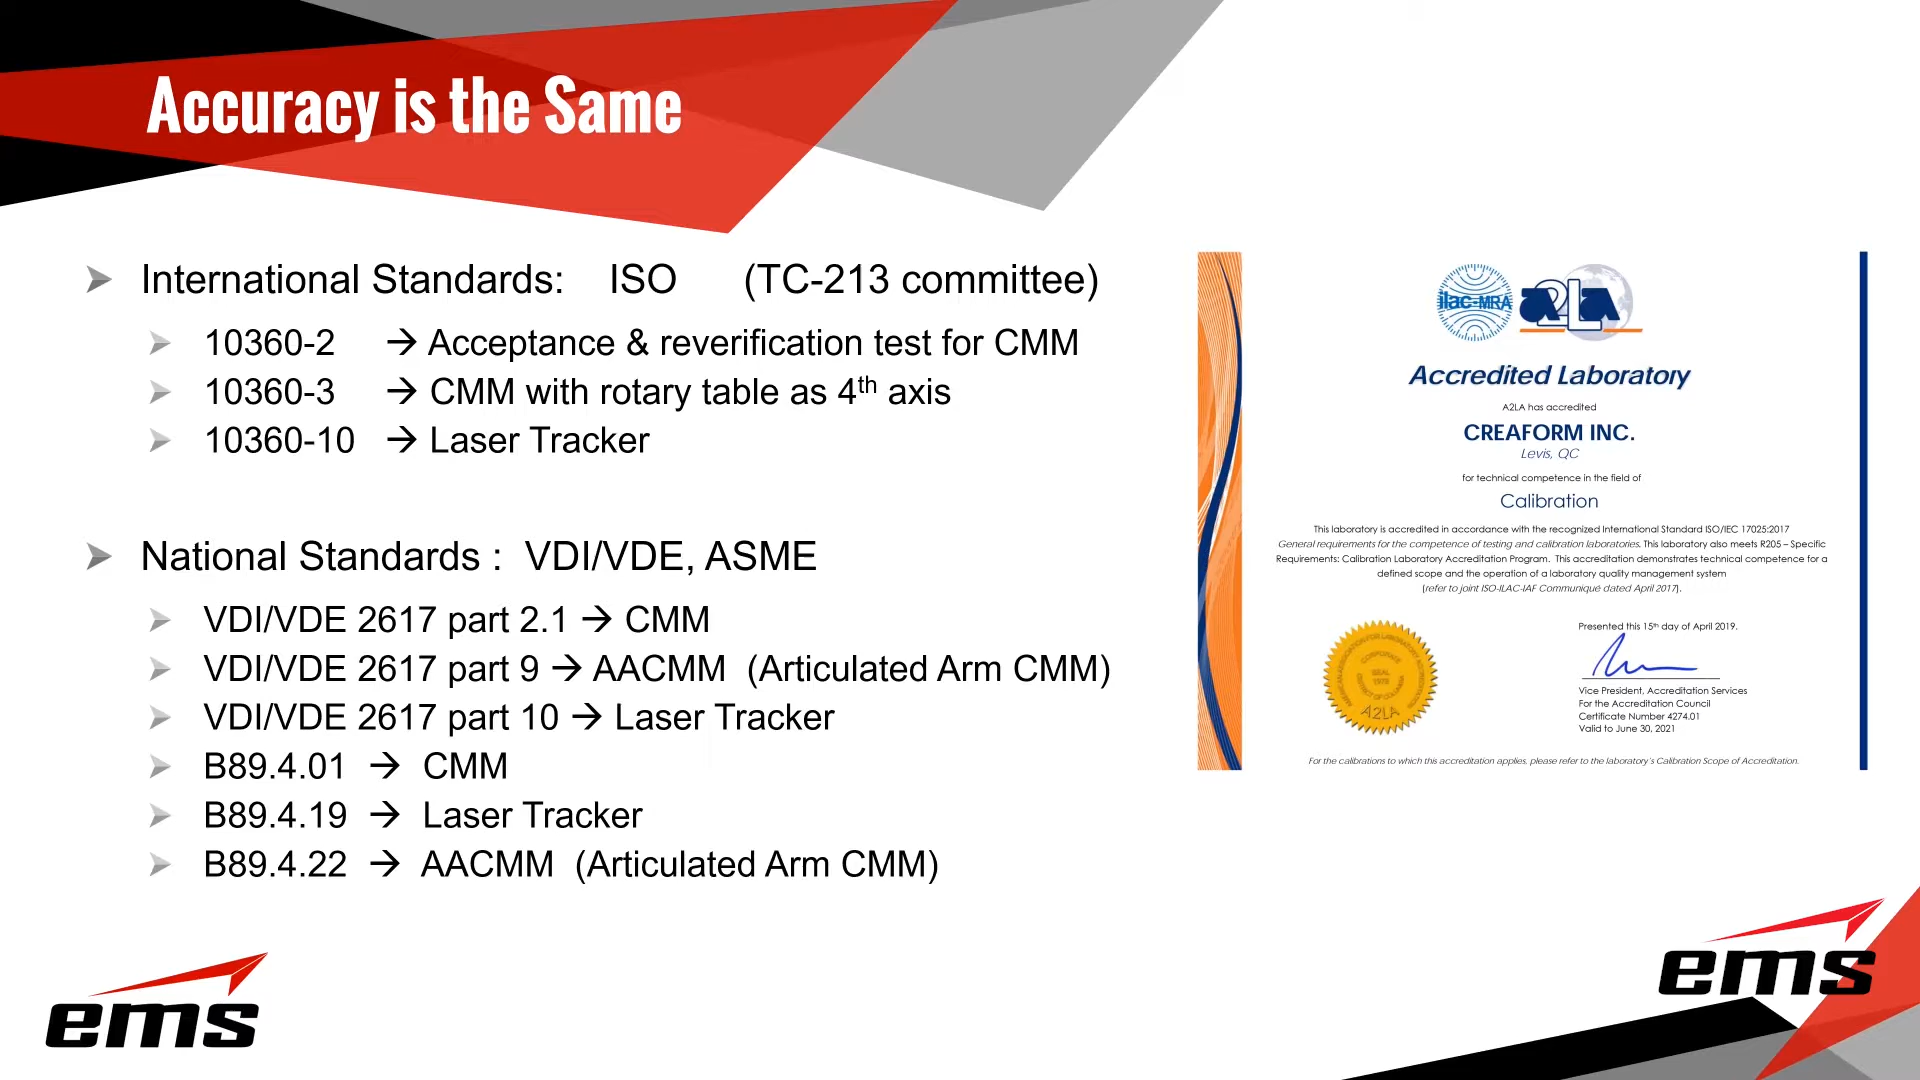 Accuracy is the Same
International Standards: ISO (TC-213 committee)
10360-2 → Acceptance & reverification test for CMM
10360-3 → CMM with rotary table as 4th axis
10360-10 → Laser Tracker
National Standards : VDI/VDE, ASME
VDI/VDE 2617 part 2.1 → CMM
VDI/VDE 2617 part 9 → AACMM (Articulated Arm CMM)
VDI/VDE 2617 part 10 → Laser Tracker
B89.4.01 → CMM
B89.4.19 → Laser Tracker
B89.4.22 → AACMM (Articulated Arm CMM)
ilac-MRA A2LA
Accredited Laboratory
A2LA has accredited
CREAFORM INC.
Levis, QC
for technical competence in the field of
Calibration
This laboratory is accredited in accordance with the recognized International Standard ISO/IEC 17025:2017
General requirements for the competence of testing and calibration laboratories. This laboratory also meets R205 – Specific
Requirements: Calibration Laboratory Accreditation Program. This accreditation demonstrates technical competence for a
defined scope and the operation of a laboratory quality management system
(refer to joint ISO-ILAC-IAF Communiqué dated April 2017).
Presented this 15th day of April 2019.
Vice President, Accreditation Services
For the Accreditation Council
Certificate Number 4274.01
Valid to June 30, 2021
CORPORATE
SEAL
1978
A2LA
For the calibrations to which this accreditation applies, please refer to the laboratory's Calibration Scope of Accreditation.
ems
ems